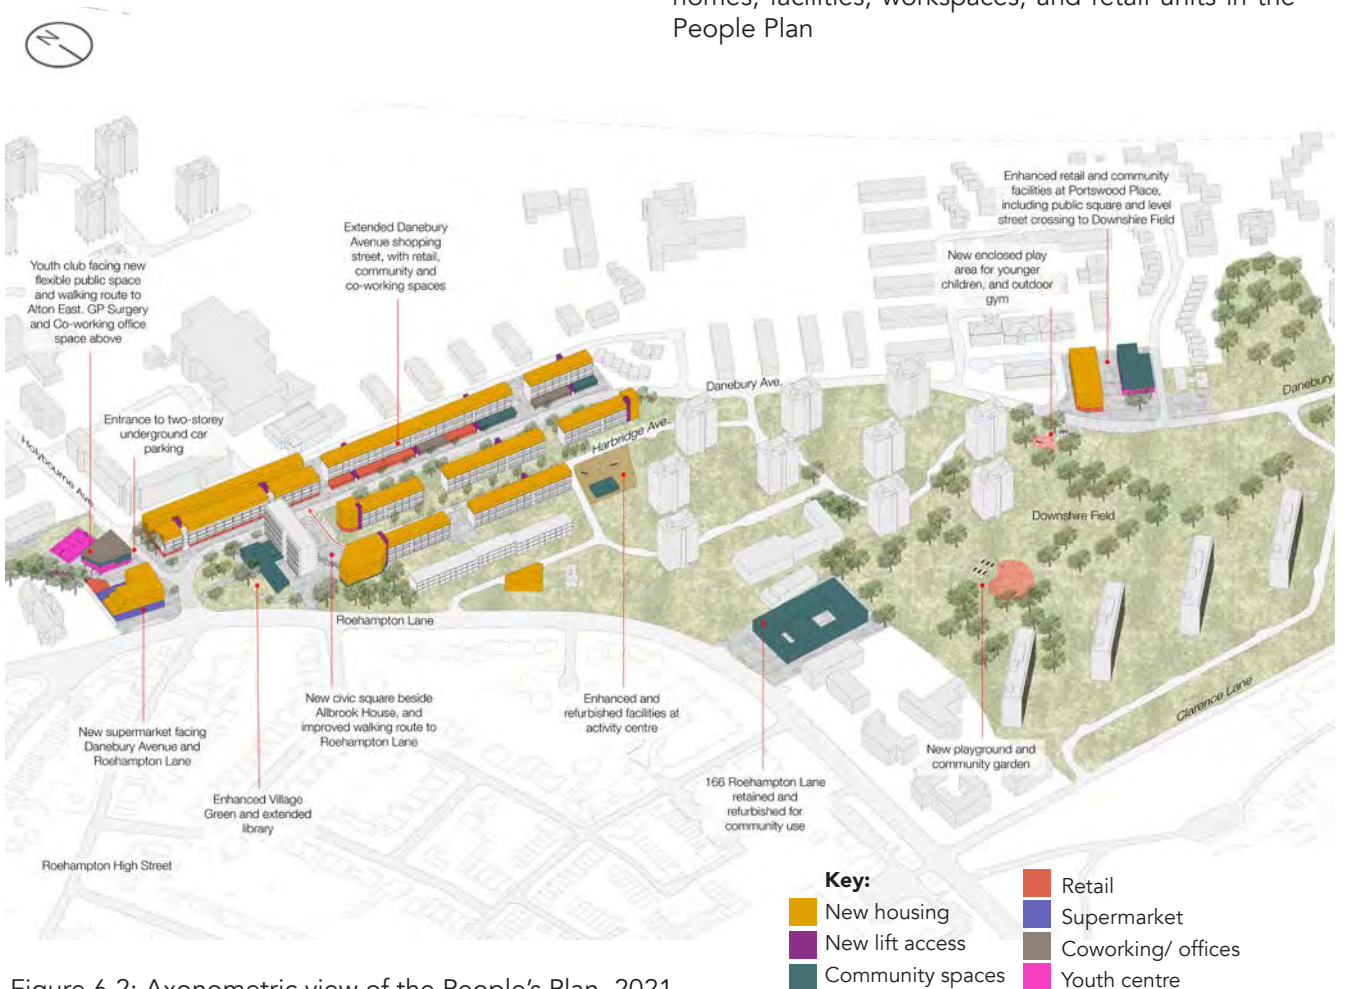 homes, facilities, workspaces, and retail units in the
People Plan
N
Enhanced retail and community
facilities at Portswood Place,
including public square and level
street crossing to Downshire Field
Extended Danebury
Avenue shopping
street, with retail,
community and
co-working spaces
New enclosed play
area for younger
children, and outdoor
gym
Youth club facing new
flexible public space
and walking route to
Alton East. GP Surgery
and Co-working office
space above
Entrance to two-storey
underground car
parking
Danebury Ave.
Danebury
Harbridge Ave.
Holybourne Ave.
Downshire Field
Roehampton Lane
Clarence Lane
New supermarket facing
Danebury Avenue and
Roehampton Lane
New civic square beside
Allbrook House, and
improved walking route to
Roehampton Lane
Enhanced and
refurbished facilities at
activity centre
New playground and
community garden
Enhanced Village
Green and extended
library
166 Roehampton Lane
retained and
refurbished for
community use
Roehampton High Street
Key:
New housing
New lift access
Community spaces
Retail
Supermarket
Coworking/ offices
Youth centre
Figure 6.2: Axonometric view of the People's Plan, 2021